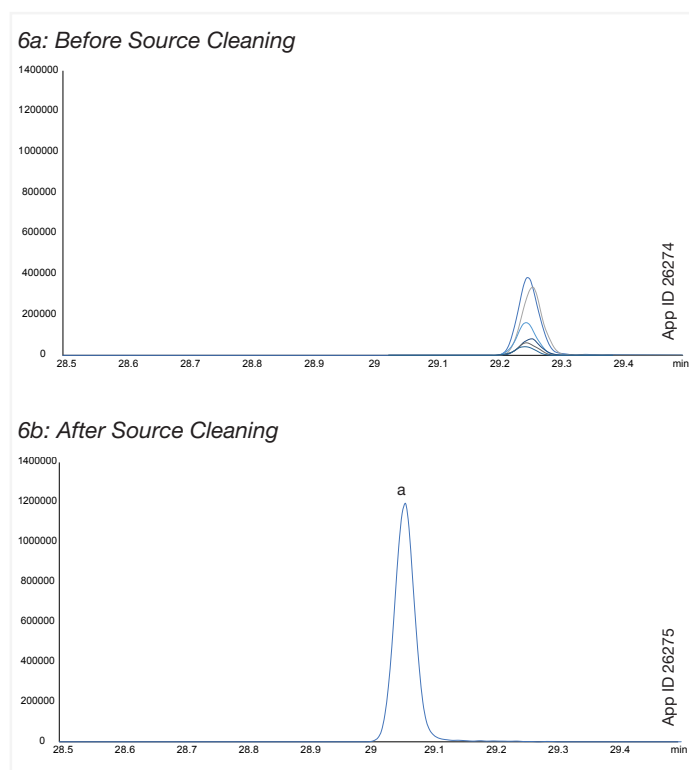 6a: Before Source Cleaning
1400000
1200000
1000000
800000
600000
400000
200000
0
28.5 28.6 28.7 28.8 28.9 29 29.1 29.2 29.3 29.4 min
App ID 26274
6b: After Source Cleaning
1400000
a
1200000
1000000
800000
600000
400000
200000
0
28.5 28.6 28.7 28.8 28.9 29 29.1 29.2 29.3 29.4 min
App ID 26275